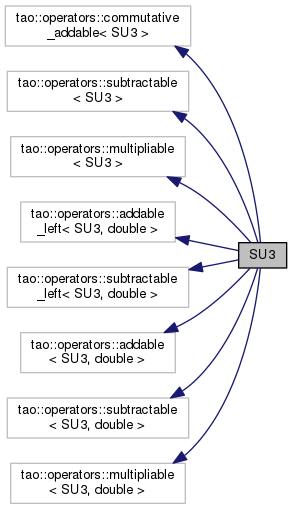 tao::operators::commutative
_addable< SU3 >
tao::operators::subtractable
< SU3 >
tao::operators::multipliable
< SU3 >
tao::operators::addable
_left< SU3, double >
SU3
tao::operators::subtractable
_left< SU3, double >
tao::operators::addable
< SU3, double >
tao::operators::subtractable
< SU3, double >
tao::operators::multipliable
< SU3, double >